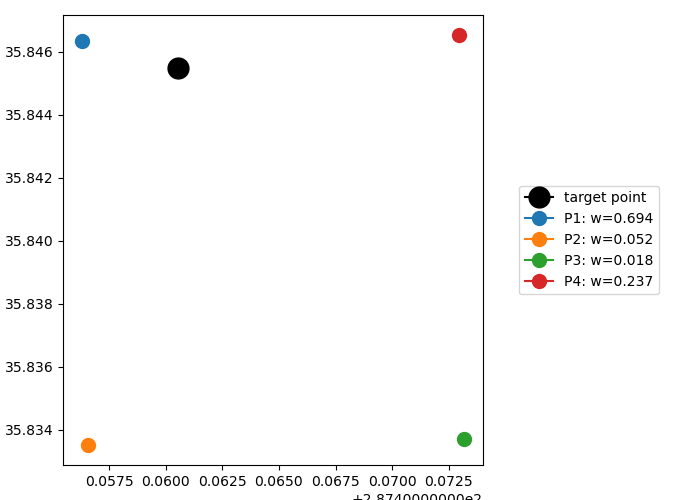 35.846
35.844
35.842
35.840
35.838
35.836
35.834
0.0575 0.0600 0.0625 0.0650 0.0675 0.0700 0.0725
+2.8740000000e2
target point
P1: w=0.694
P2: w=0.052
P3: w=0.018
P4: w=0.237